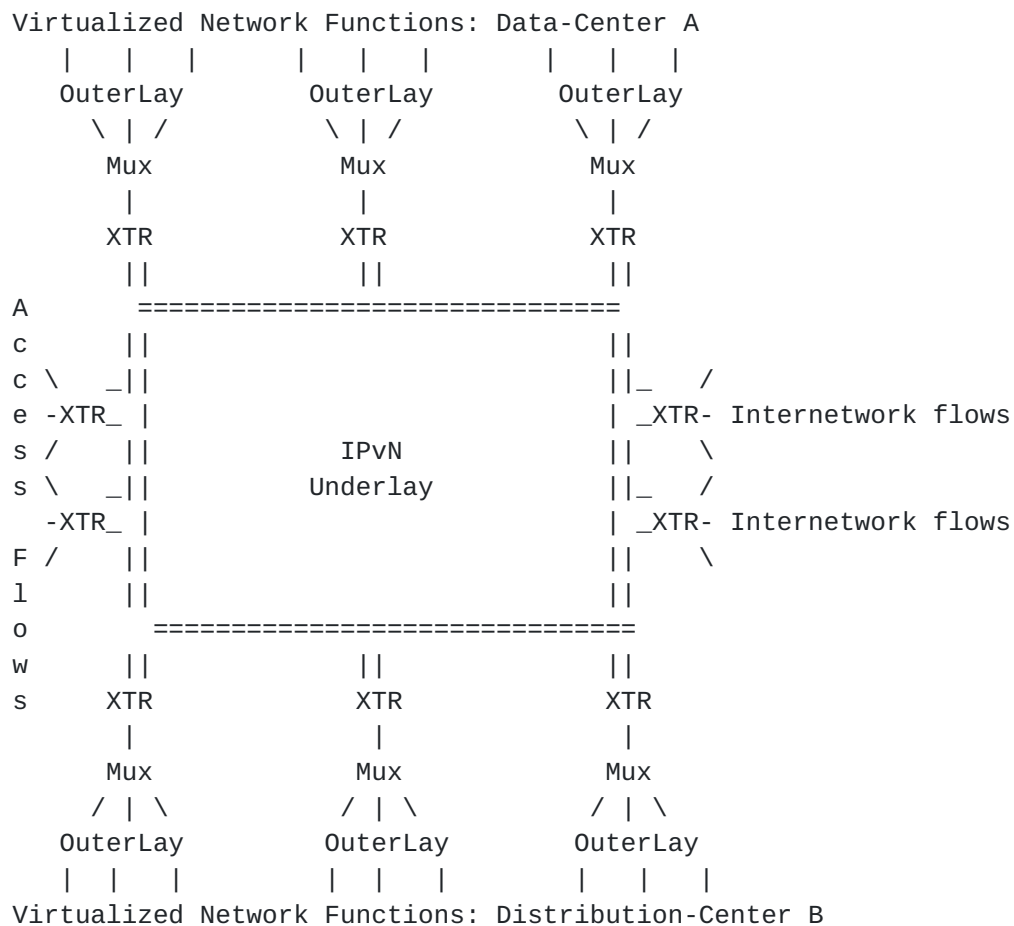 Virtualized Network Functions: Data-Center A
   |   |   |      |   |   |       |   |   |
   OuterLay        OuterLay        OuterLay
     \ | /          \ | /           \ | /
      Mux            Mux             Mux
       |              |               |
      XTR            XTR             XTR
       ||             ||              ||
A       ===============================
c      ||                             ||
c \   _||                             ||_   /
e -XTR_ |                             | _XTR- Internetwork flows
s /    ||            IPvN             ||    \
s \   _||          Underlay           ||_   /
  -XTR_ |                             | _XTR- Internetwork flows
F /    ||                             ||    \
l      ||                             ||
o        ===============================
w      ||             ||              ||
s     XTR             XTR             XTR
       |               |               |
      Mux             Mux             Mux
     / | \           / | \           / | \
   OuterLay         OuterLay        OuterLay
   |  |   |         |  |   |        |   |   |
Virtualized Network Functions: Distribution-Center B